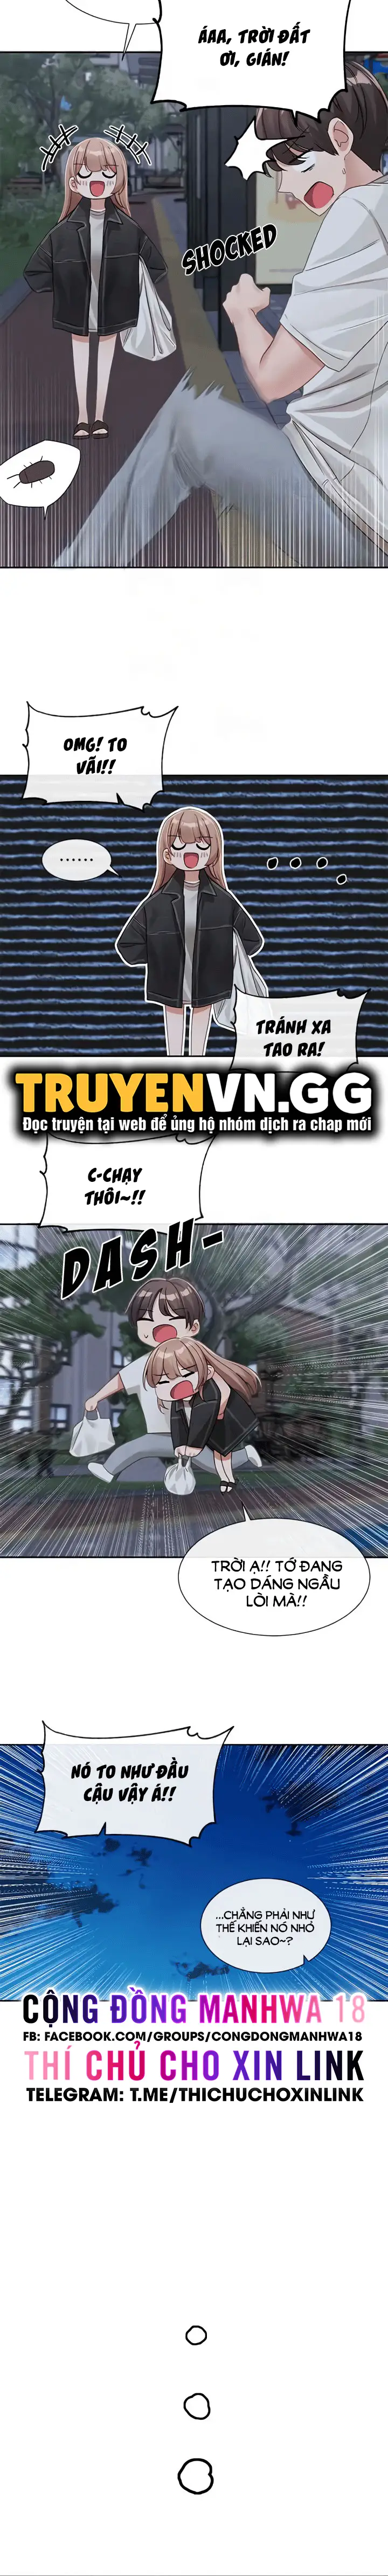 ÁAA, TRỜI ĐẤT
ƠI, GIÁN!
SHOCKED
OMG! TO
VÃI!!
......
TRÁNH XA
TAO RA!
TRUYENVN.GG
Đọc truyện tại web để ủng hộ nhóm dịch ra chap mới
C-CHẠY
THÔI~!!
DASH-
TRỜI Ạ!! TỚ ĐANG
TẠO DÁNG NGẦU
LÒI MÀ!!
NÓ TO NHƯ ĐẦU
CẬU VẬY Á!!
...CHẲNG PHẢI NHƯ
THẾ KHIẾN NÓ NHỎ
LẠI SAO~?
CỘNG ĐỒNG MANHWA 18
FB: FACEBOOK.COM/GROUPS/CONGDONGMANHWA18
THÍ CHỦ CHO XIN LINK
TELEGRAM: T.ME/THICHUCHOXINLINK